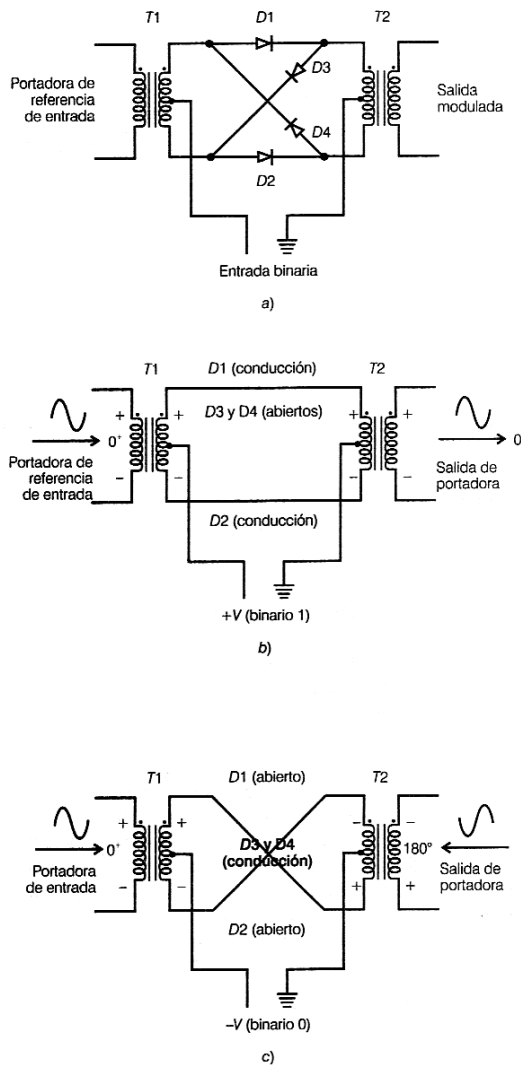 T1
D1
T2
D3
Portadora de
referencia
de entrada
Salida
modulada
D4
D2
Entrada binaria
a)
T1
D1 (conducción)
T2
D3 y D4 (abiertos)
+
+
+
+
0+
0
Portadora de
referencia
de entrada
Salida de
portadora
–
–
–
–
D2 (conducción)
+V (binario 1)
b)
T1
D1 (abierto)
T2
+
+
–
–
0+
D3 y D4
(conducción)
180°
Portadora
de entrada
Salida de
portadora
–
–
+
+
D2 (abierto)
–V (binario 0)
c)